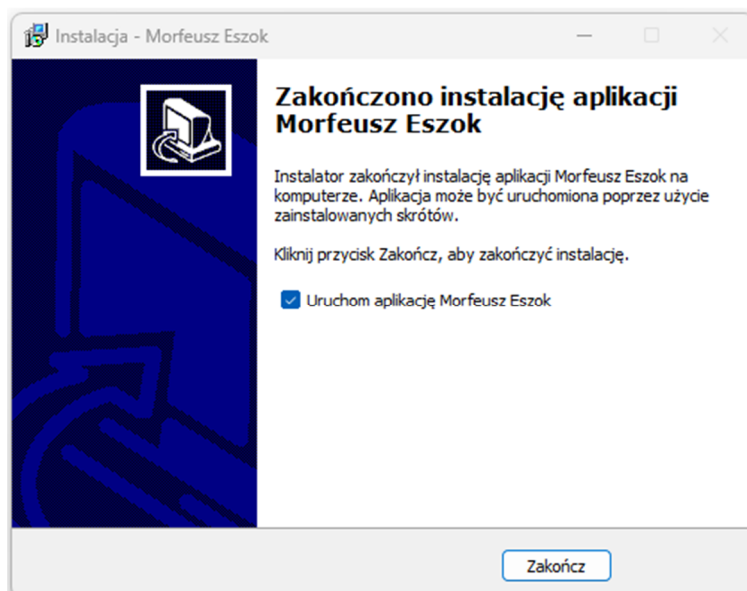 Instalacja - Morfeusz Eszok
Zakończono instalację aplikacji
Morfeusz Eszok
Instalator zakończył instalację aplikacji Morfeusz Eszok na
komputerze. Aplikacja może być uruchomiona poprzez użycie
zainstalowanych skrótów.
Kliknij przycisk Zakończ, aby zakończyć instalację.
Uruchom aplikację Morfeusz Eszok
Zakończ